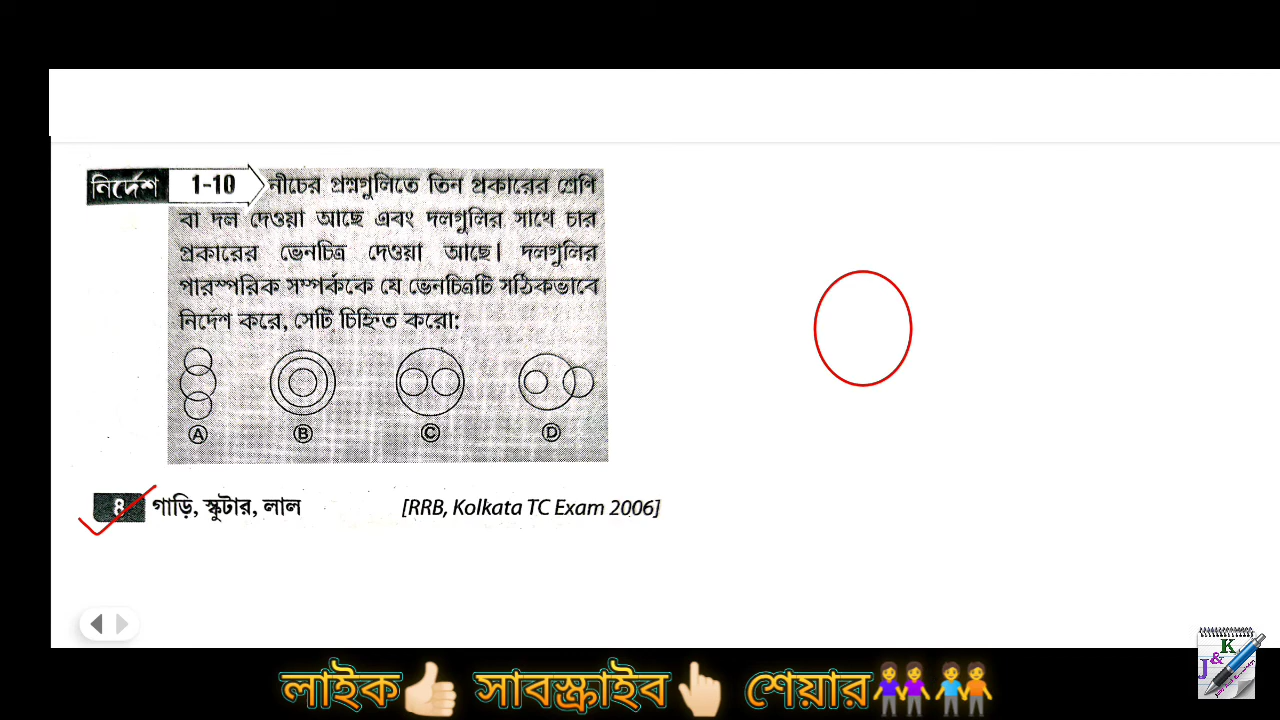 নির্দেশ 1-10 নীচের প্রশ্নগুলিতে তিন প্রকারের শ্রেণি
বা দল দেওয়া আছে এবং দলগুলির সাথে চার
প্রকারের ভেনচিত্র দেওয়া আছে। দলগুলির
পারস্পরিক সম্পর্ককে যে ভেনচিত্রটি সঠিকভাবে
নির্দেশ করে, সেটি চিহ্নিত করো:
A B C D
8 গাড়ি, স্কুটার, লাল [RRB, Kolkata TC Exam 2006]
লাইক সাবস্ক্রাইব শেয়ার
J&K